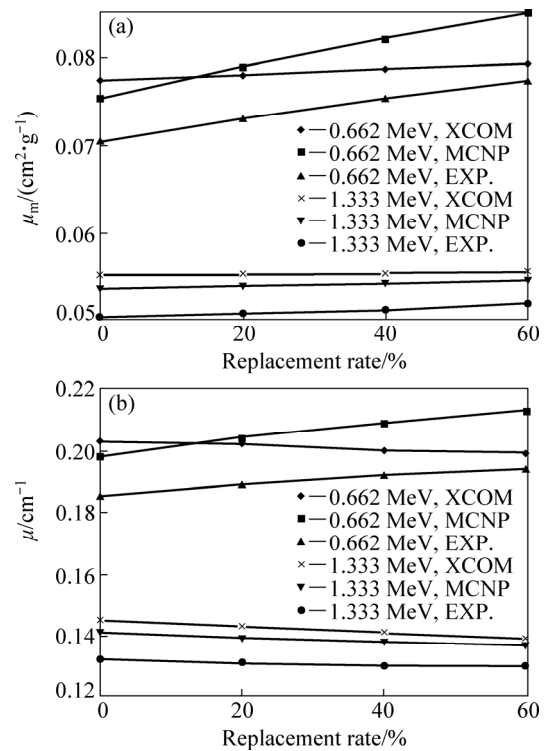 (a)
0.08
0.07
0.06
0.05
μm/(cm²·g⁻¹)
0.662 MeV, XCOM
0.662 MeV, MCNP
0.662 MeV, EXP.
1.333 MeV, XCOM
1.333 MeV, MCNP
1.333 MeV, EXP.
0 20 40 60
Replacement rate/%
(b)
0.22
0.20
0.18
0.16
0.14
0.12
μ/cm⁻¹
0.662 MeV, XCOM
0.662 MeV, MCNP
0.662 MeV, EXP.
1.333 MeV, XCOM
1.333 MeV, MCNP
1.333 MeV, EXP.
0 20 40 60
Replacement rate/%